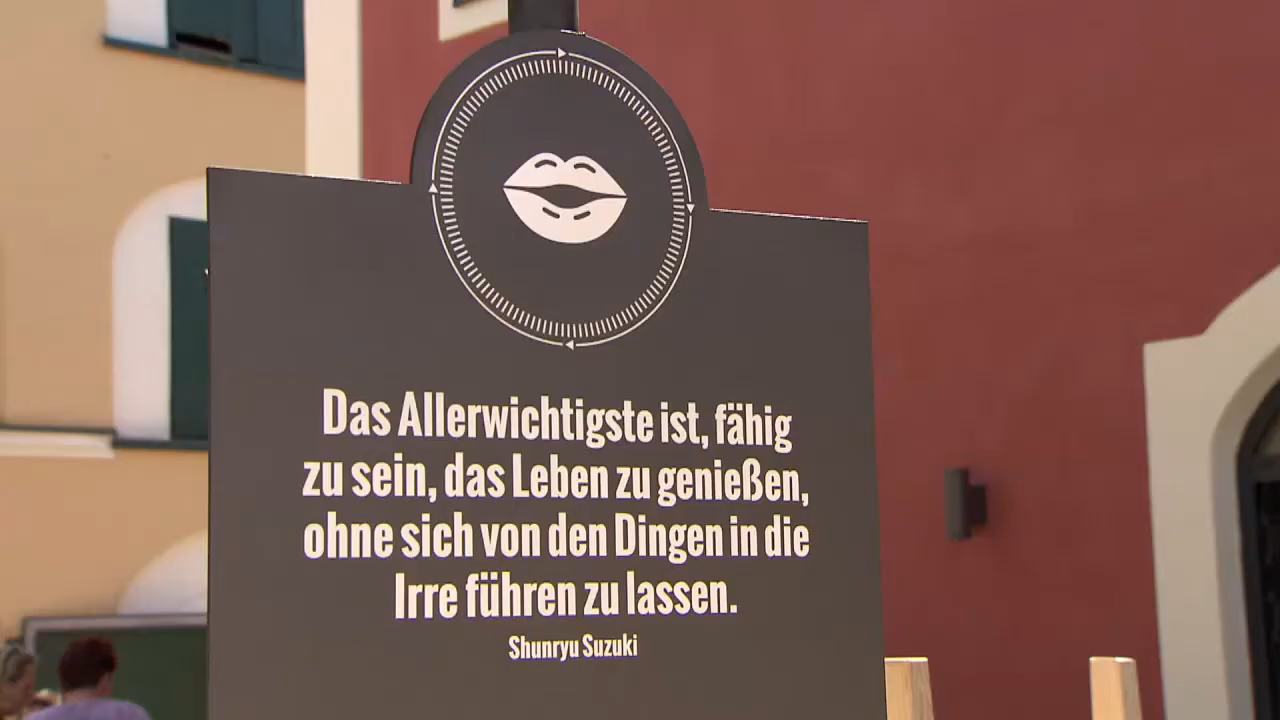 Das Allerwichtigste ist, fähig
zu sein, das Leben zu genießen,
ohne sich von den Dingen in die
Irre führen zu lassen.
Shunryu Suzuki